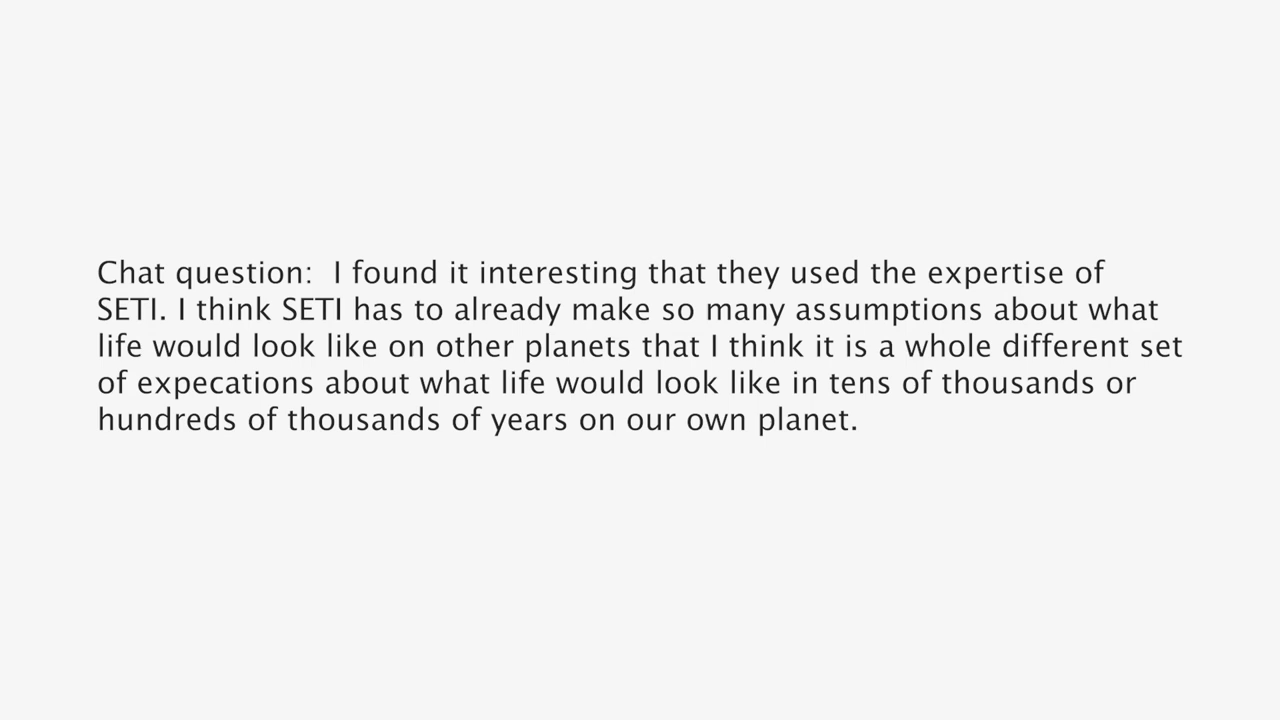 Chat question:  I found it interesting that they used the expertise of
SETI. I think SETI has to already make so many assumptions about what
life would look like on other planets that I think it is a whole different set
of expecations about what life would look like in tens of thousands or
hundreds of thousands of years on our own planet.